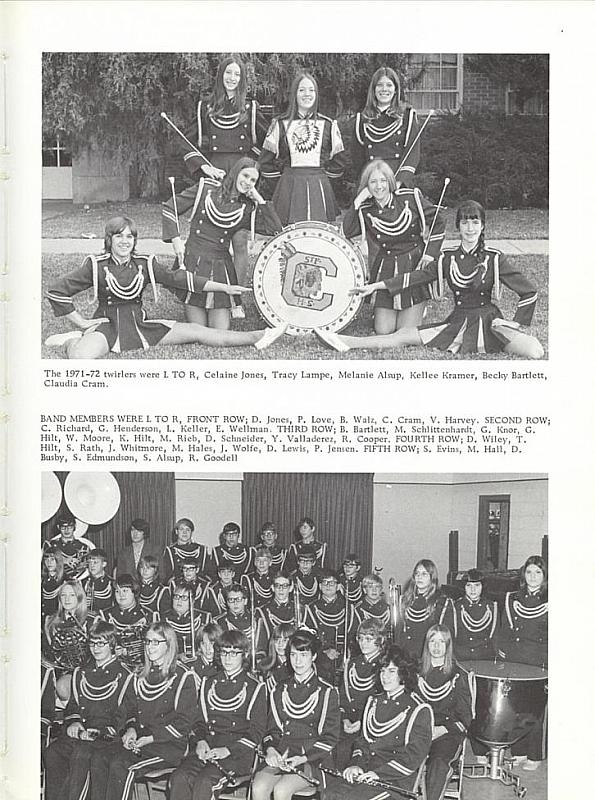 STP
C
H-S
The 1971-72 twirlers were L TO R, Celaine Jones, Tracy Lampe, Melanie Alsup, Kellee Kramer, Becky Bartlett,
Claudia Cram.
BAND MEMBERS WERE L TO R, FRONT ROW; D. Jones, P. Love, B. Walz, C. Cram, V. Harvey. SECOND ROW;
C. Richard, G. Henderson, L. Keller, E. Wellman. THIRD ROW; B. Bartlett, M. Schlittenhardt, G. Knor, G.
Hilt, W. Moore, K. Hilt, M. Rieb, D. Schneider, Y. Valladerez, R. Cooper. FOURTH ROW; D. Wiley, T.
Hilt, S. Rath, J. Whitmore, M. Hales, J. Wolfe, D. Lewis, P. Jensen. FIFTH ROW; S. Evins, M. Hall, D.
Busby, S. Edmundson, S. Alsup, R. Goodell